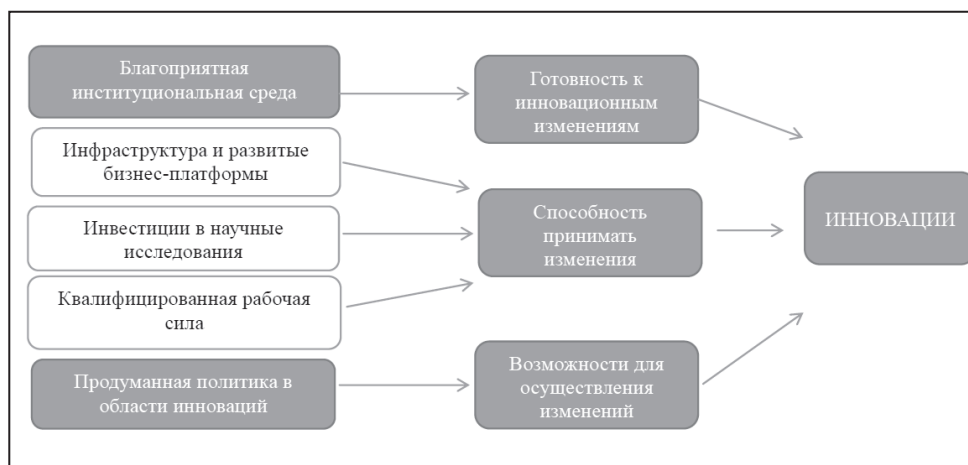 Благоприятная
институциональная среда
Инфраструктура и развитые
бизнес-платформы
Инвестиции в научные
исследования
Квалифицированная рабочая
сила
Продуманная политика в
области инноваций
Готовность к
инновационным
изменениям
Способность
принимать
изменения
Возможности для
осуществления
изменений
ИННОВАЦИИ